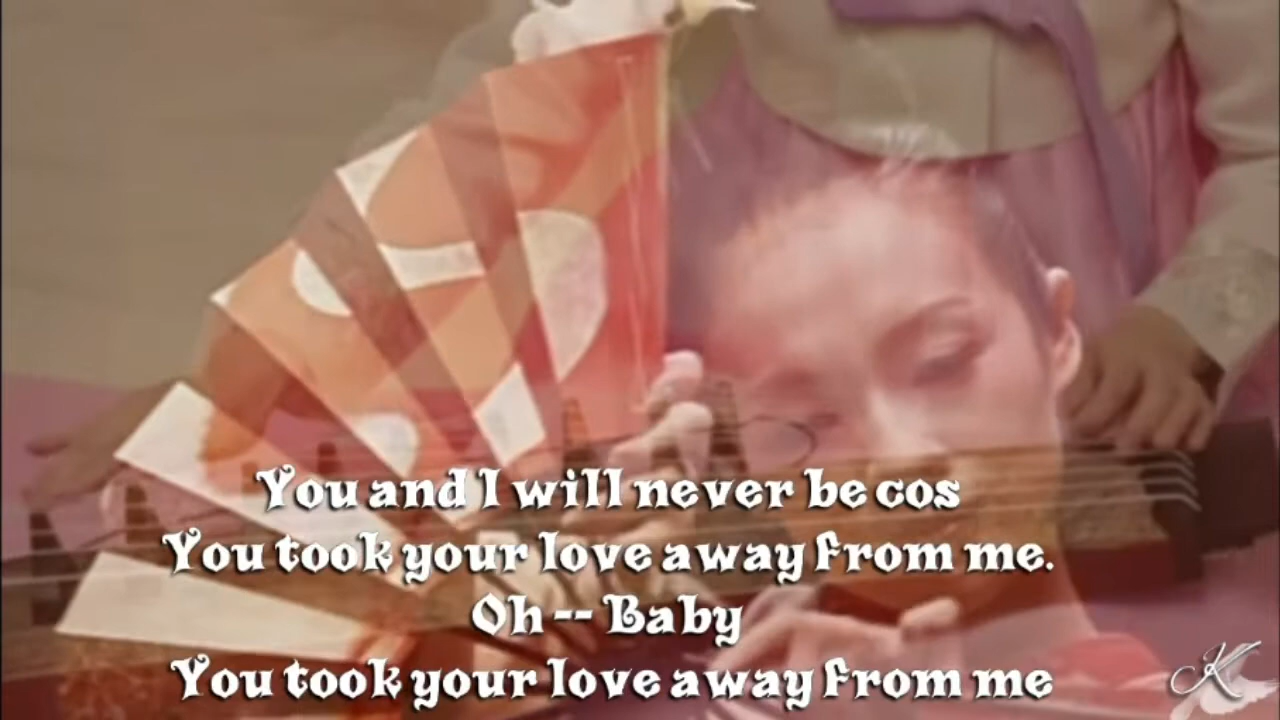 You and I will never be cos
You took your love away from me.
Oh -- Baby
You took your love away from me
K